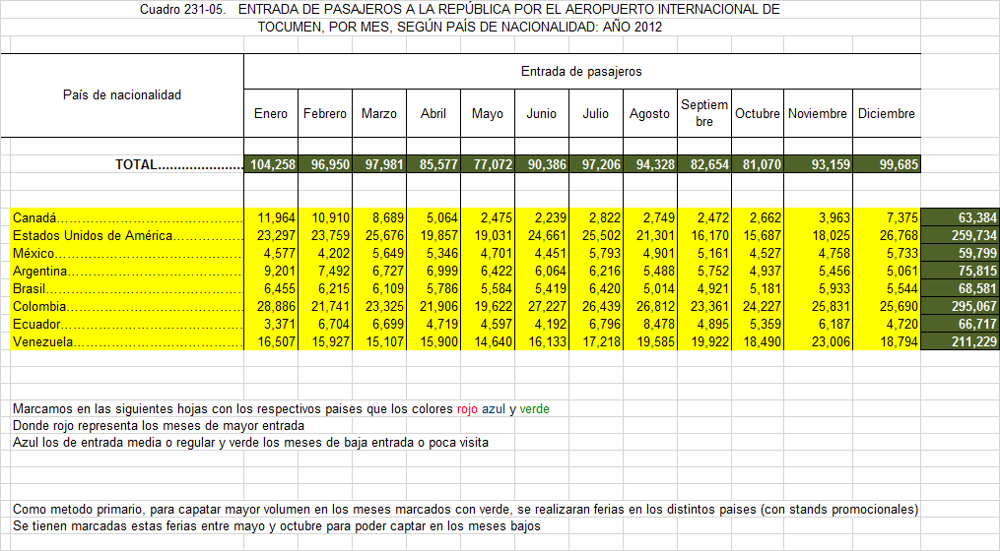 Cuadro 231-05. ENTRADA DE PASAJEROS A LA REPÚBLICA POR EL AEROPUERTO INTERNACIONAL DE
TOCUMEN, POR MES, SEGÚN PAÍS DE NACIONALIDAD: AÑO 2012
País de nacionalidad
Entrada de pasajeros
Enero Febrero Marzo Abril Mayo Junio Julio Agosto Septiem
bre Octubre Noviembre Diciembre
TOTAL...................... 104,258 96,950 97,981 85,577 77,072 90,386 97,206 94,328 82,654 81,070 93,159 99,685
Canadá................................................ 11,964 10,910 8,689 5,064 2,475 2,239 2,822 2,749 2,472 2,662 3,963 7,375 63,384
Estados Unidos de América................... 23,297 23,759 25,676 19,857 19,031 24,661 25,502 21,301 16,170 15,687 18,025 26,768 259,734
México................................................ 4,577 4,202 5,649 5,346 4,701 4,451 5,793 4,901 5,161 4,527 4,758 5,733 59,799
Argentina............................................. 9,201 7,492 6,727 6,999 6,422 6,064 6,216 5,488 5,752 4,937 5,456 5,061 75,815
Brasil................................................... 6,455 6,215 6,109 5,786 5,584 5,419 6,420 5,014 4,921 5,181 5,933 5,544 68,581
Colombia............................................. 28,886 21,741 23,325 21,906 19,622 27,227 26,439 26,812 23,361 24,227 25,831 25,690 295,067
Ecuador............................................... 3,371 6,704 6,699 4,719 4,597 4,192 6,796 8,478 4,895 5,359 6,187 4,720 66,717
Venezuela............................................ 16,507 15,927 15,107 15,900 14,640 16,133 17,218 19,585 19,922 18,490 23,006 18,794 211,229
Marcamos en las siguientes hojas con los respectivos paises que los colores rojo azul y verde
Donde rojo representa los meses de mayor entrada
Azul los de entrada media o regular y verde los meses de baja entrada o poca visita
Como metodo primario, para capatar mayor volumen en los meses marcados con verde, se realizaran ferias en los distintos paises (con stands promocionales)
Se tienen marcadas estas ferias entre mayo y octubre para poder captar en los meses bajos